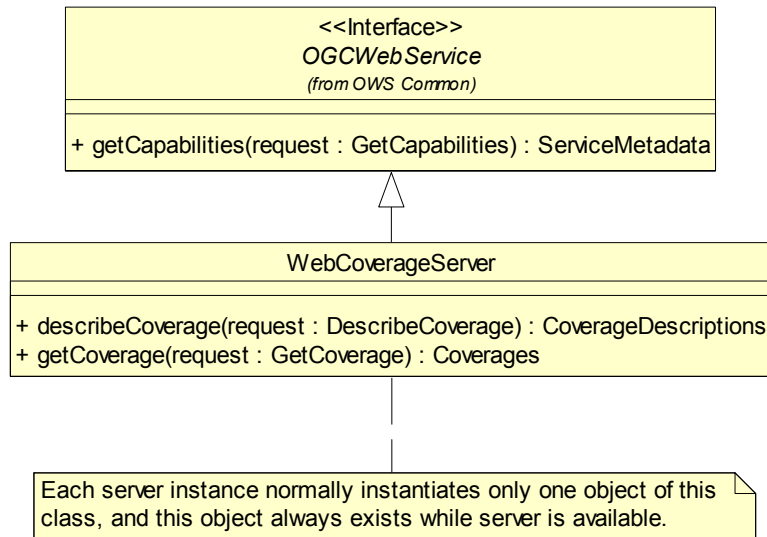 <<Interface>>
OGCWebService
(from OWS Common)
+ getCapabilities(request : GetCapabilities) : ServiceMetadata
WebCoverageServer
+ describeCoverage(request : DescribeCoverage) : CoverageDescriptions
+ getCoverage(request : GetCoverage) : Coverages
Each server instance normally instantiates only one object of this
class, and this object always exists while server is available.